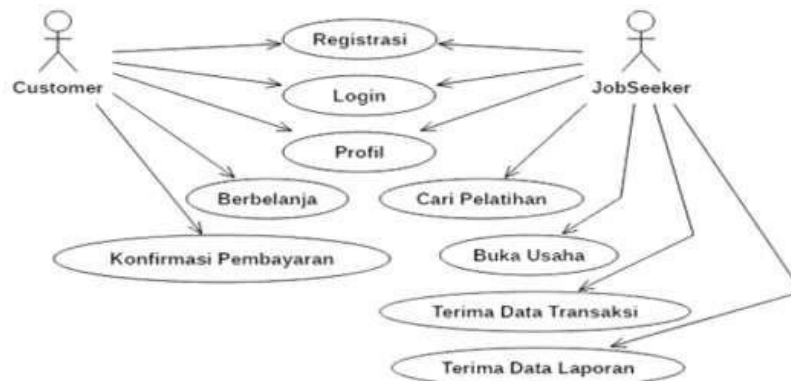 Registrasi
Customer
JobSeeker
Login
Profil
Berbelanja
Cari Pelatihan
Konfirmasi Pembayaran
Buka Usaha
Terima Data Transaksi
Terima Data Laporan